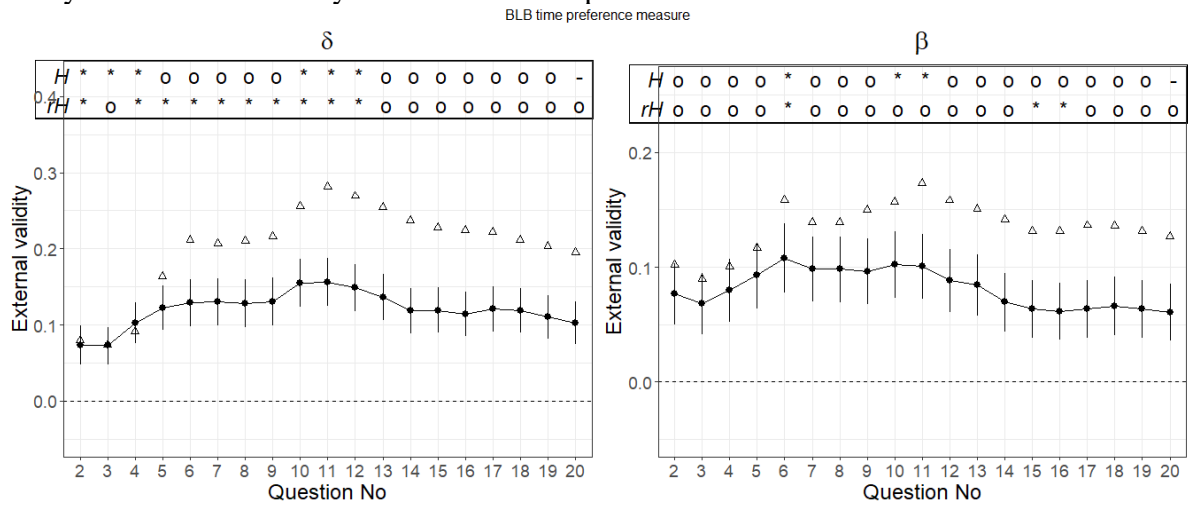 BLB time preference measure
δ
H * * * o o o o o * * * o o o o o o o -
rH * o * * * * * * * * * o o o o o o o o
0.4
0.3
0.2
0.1
0.0
External validity
2 3 4 5 6 7 8 9 10 11 12 13 14 15 16 17 18 19 20
Question No
β
H o o o o * o o o * * o o o o o o o o -
rH o o o o * o o o o o o o o * * o o o o
0.2
0.1
0.0
External validity
2 3 4 5 6 7 8 9 10 11 12 13 14 15 16 17 18 19 20
Question No